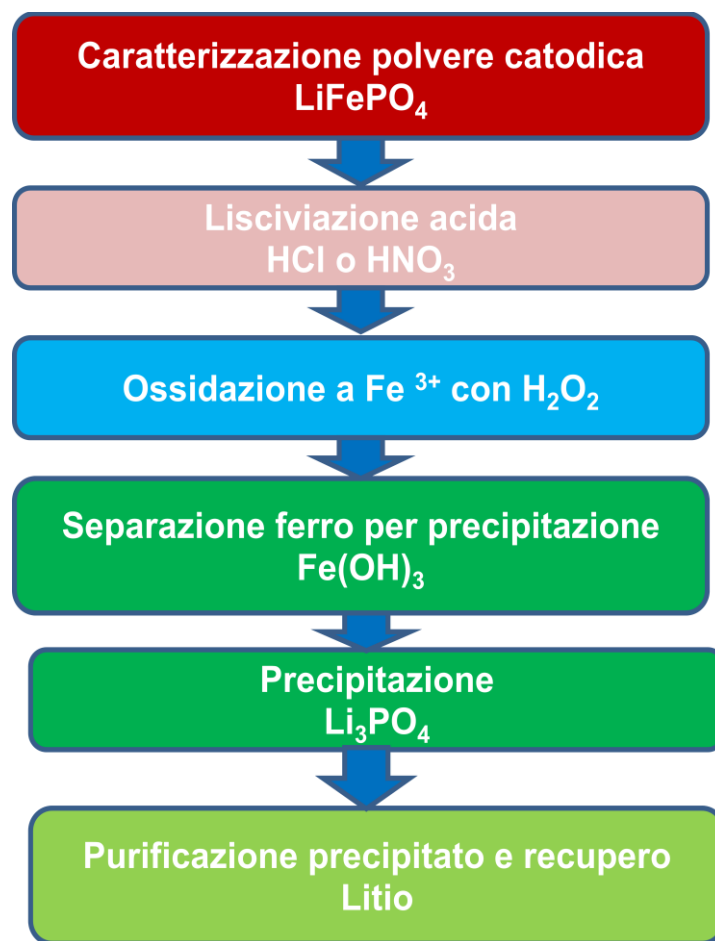 Caratterizzazione polvere catodica
LiFePO₄
Lisciviazione acida
HCl o HNO₃
Ossidazione a Fe ³⁺ con H₂O₂
Separazione ferro per precipitazione
Fe(OH)₃
Precipitazione
Li₃PO₄
Purificazione precipitato e recupero
Litio